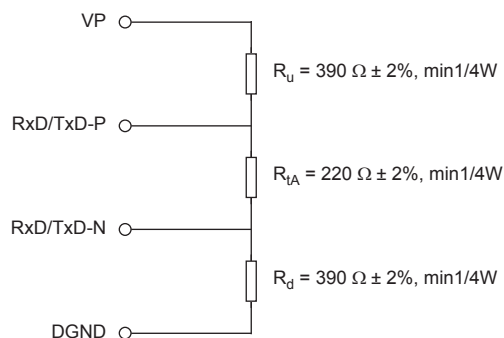 VP
R_u = 390 Ω ± 2%, min1/4W
RxD/TxD-P
R_tA = 220 Ω ± 2%, min1/4W
RxD/TxD-N
R_d = 390 Ω ± 2%, min1/4W
DGND